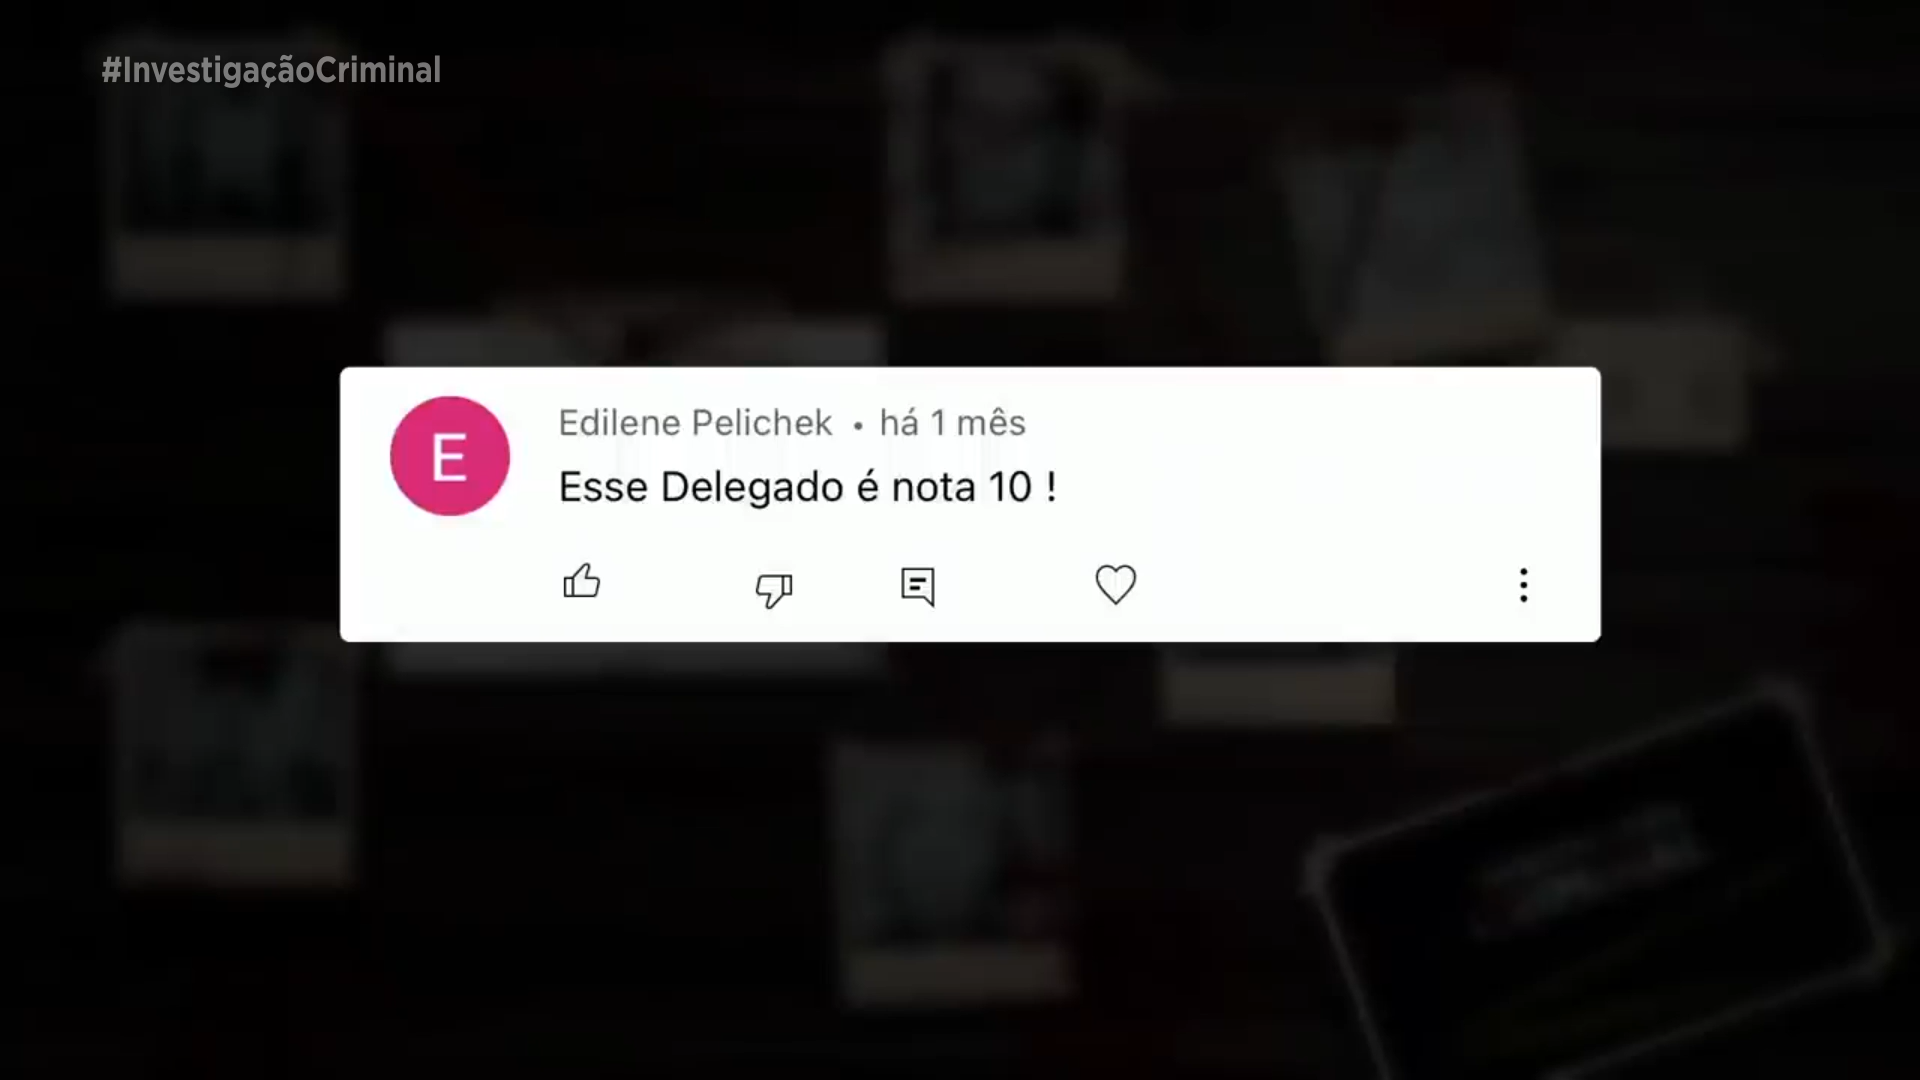 #InvestigaçãoCriminal
Edilene Pelichek • há 1 mês
E
Esse Delegado é nota 10 !